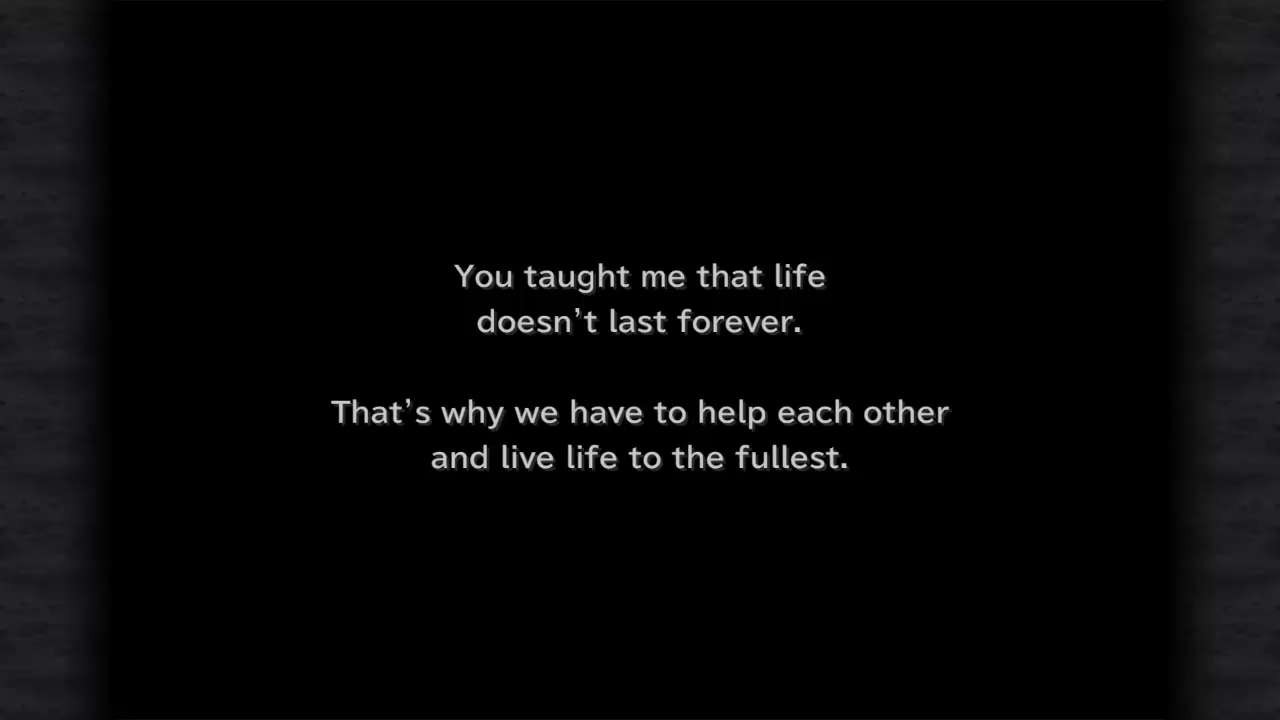 You taught me that life
doesn’t last forever.
That’s why we have to help each other
and live life to the fullest.